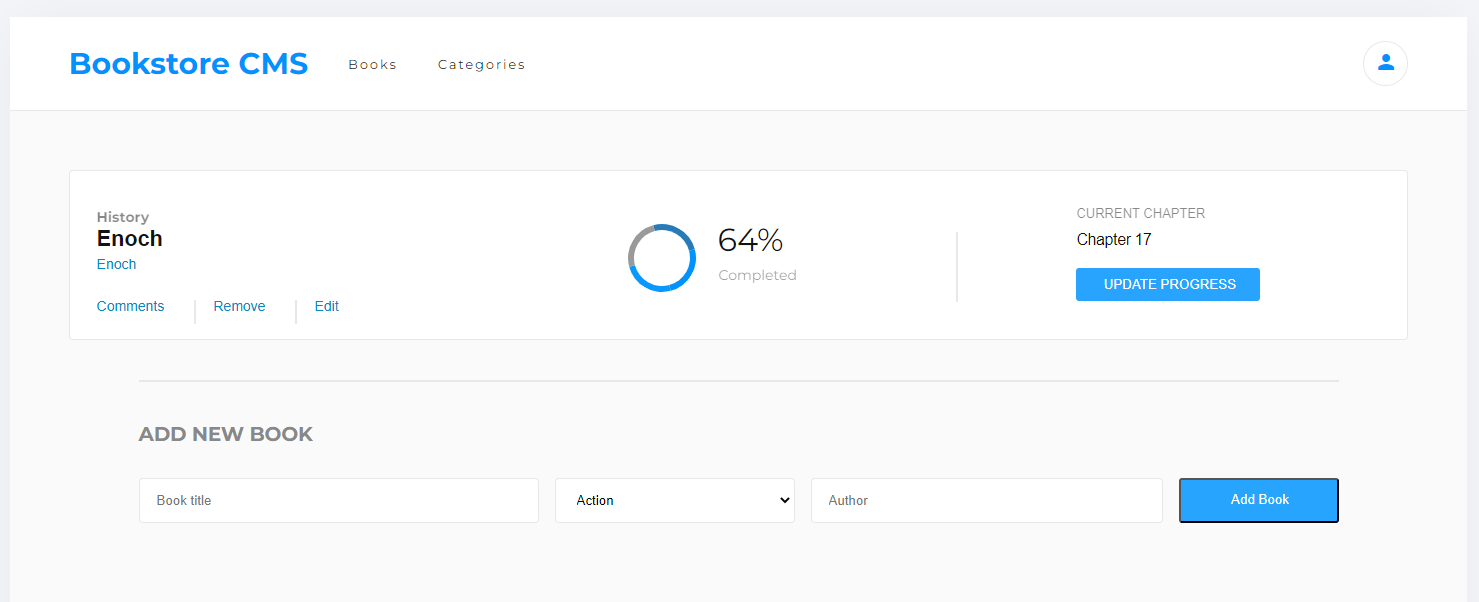 Bookstore CMS
Books
Categories
History
Enoch
Enoch
Comments
Remove
Edit
64%
Completed
CURRENT CHAPTER
Chapter 17
UPDATE PROGRESS
ADD NEW BOOK
Book title
Action
Author
Add Book